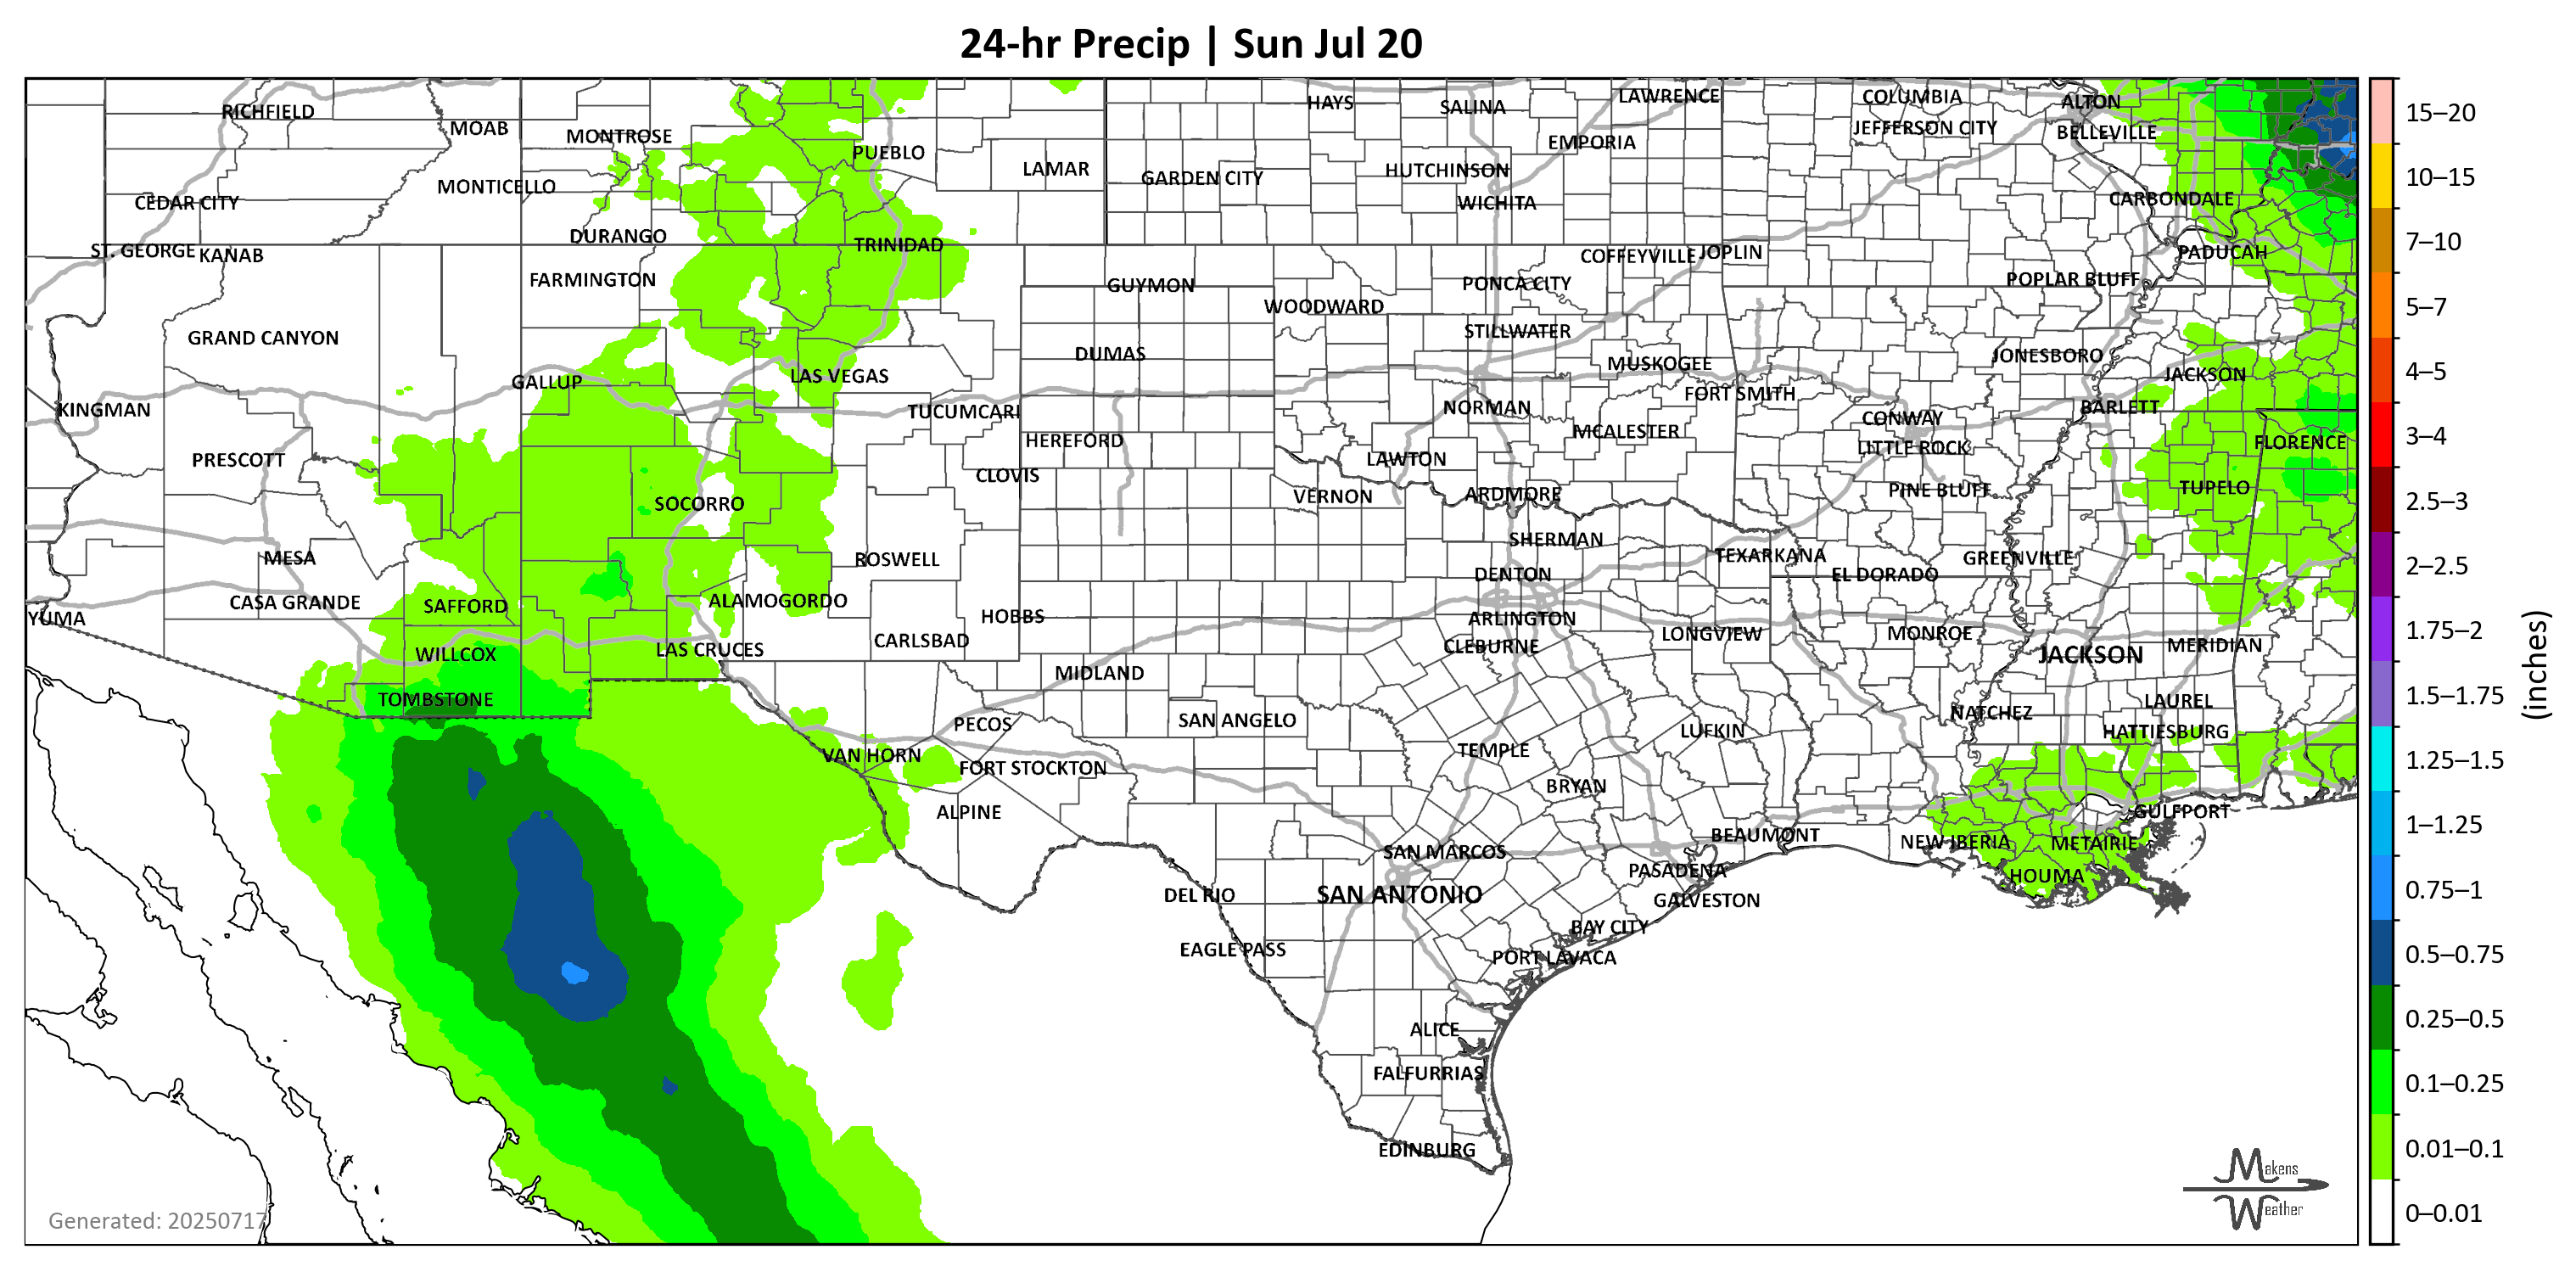 24-hr Precip | Sun Jul 20
RICHFIELD
MOAB
MONTROSE
PUEBLO
LAMAR
HAYS
SALINA
LAWRENCE
COLUMBIA
ALTON
EMPORIA
JEFFERSON CITY
BELLEVILLE
MONTICELLO
GARDEN CITY
HUTCHINSON
CEDAR CITY
WICHITA
CARBONDALE
DURANGO
TRINIDAD
ST. GEORGE
KANAB
COFFEYVILLE
JOPLIN
PADUCAH
FARMINGTON
GUYMON
PONCA CITY
POPLAR BLUFF
WOODWARD
GRAND CANYON
STILLWATER
DUMAS
MUSKOGEE
JONESBORO
GALLUP
LAS VEGAS
JACKSON
FORT SMITH
KINGMAN
TUCUMCARI
NORMAN
BARLETT
CONWAY
HEREFORD
MCALESTER
LITTLE ROCK
FLORENCE
PRESCOTT
LAWTON
CLOVIS
SOCORRO
VERNON
ARDMORE
PINE BLUFF
TUPELO
MESA
ROSWELL
SHERMAN
TEXARKANA
GREENVILLE
DENTON
EL DORADO
CASA GRANDE
SAFFORD
ALAMOGORDO
YUMA
HOBBS
ARLINGTON
CARLSBAD
LONGVIEW
MONROE
WILLCOX
LAS CRUCES
CLEBURNE
JACKSON
MERIDIAN
MIDLAND
TOMBSTONE
PECOS
SAN ANGELO
NATCHEZ
LAUREL
LUFKIN
HATTIESBURG
VAN HORN
FORT STOCKTON
TEMPLE
ALPINE
BRYAN
GULFPORT
SAN MARCOS
BEAUMONT
NEW IBERIA
METAIRIE
PASADENA
HOUMA
DEL RIO
SAN ANTONIO
GALVESTON
EAGLE PASS
BAY CITY
PORT LAVACA
ALICE
FALFURRIAS
EDINBURG
Generated: 20250717
Makens
Weather
15–20
10–15
7–10
5–7
4–5
3–4
2.5–3
2–2.5
1.75–2
1.5–1.75
1.25–1.5
1–1.25
0.75–1
0.5–0.75
0.25–0.5
0.1–0.25
0.01–0.1
0–0.01
(inches)